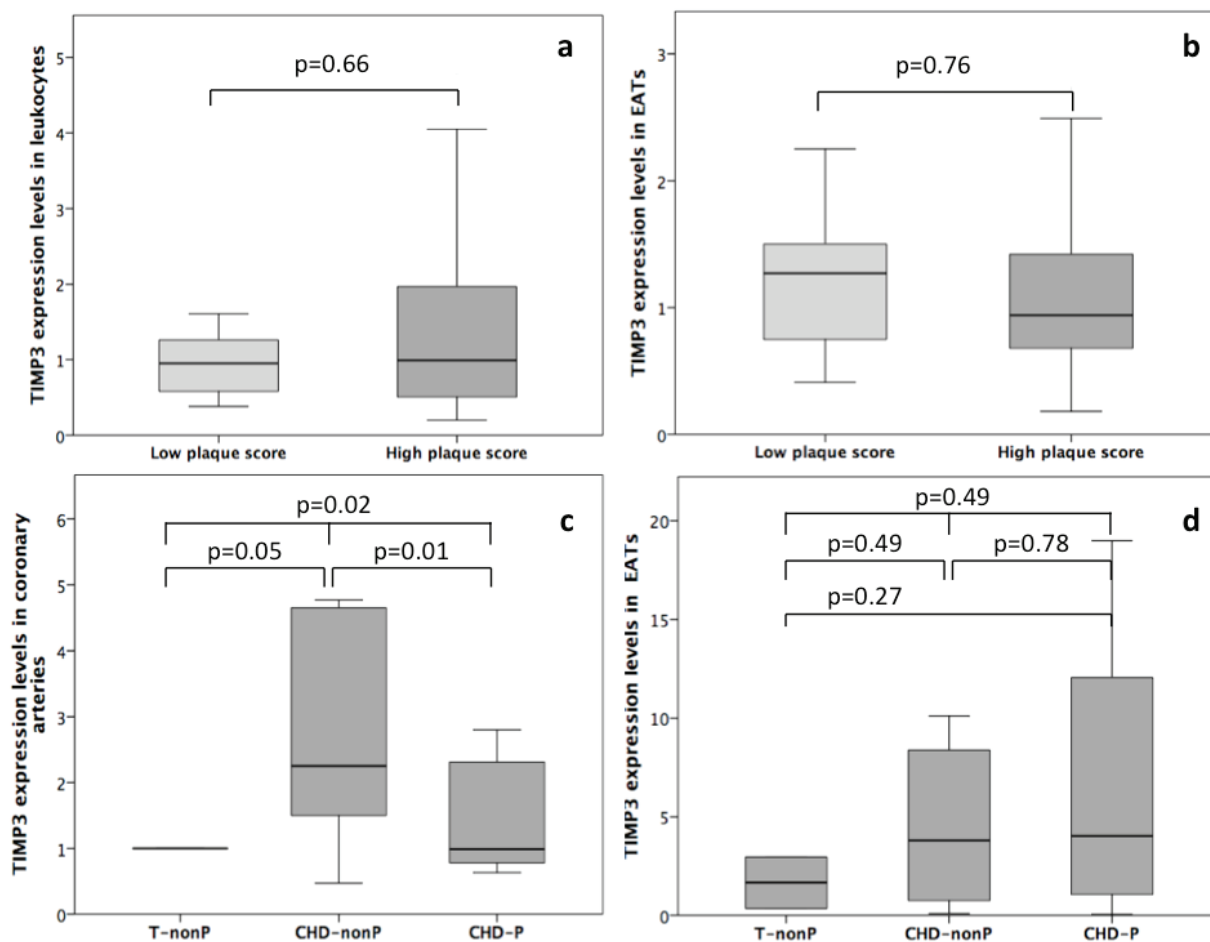 a
TIMP3 expression levels in leukocytes
5
4
3
2
1
0
p=0.66
Low plaque score
High plaque score
b
TIMP3 expression levels in EATs
3
2
1
0
p=0.76
Low plaque score
High plaque score
c
TIMP3 expression levels in coronary
arteries
6
5
4
3
2
1
0
p=0.02
p=0.05
p=0.01
T-nonP
CHD-nonP
CHD-P
d
TIMP3 expression levels in EATs
20
15
10
5
0
p=0.49
p=0.49
p=0.78
p=0.27
T-nonP
CHD-nonP
CHD-P